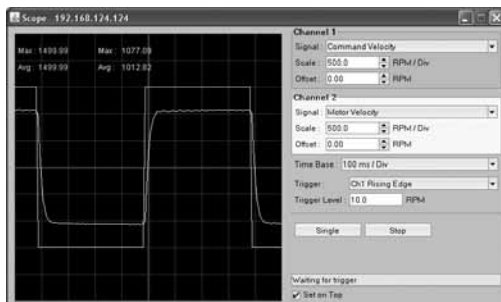 Scope 192.168.124.124
Max: 1499.99 Max: 1077.09
Avg: 1499.99 Avg: 1012.82
Channel 1
Signal: Command Velocity
Scale: 500.0 RPM / Div
Offset: 0.00 RPM
Channel 2
Signal: Motor Velocity
Scale: 500.0 RPM / Div
Offset: 0.00 RPM
Time Base: 100 ms / Div
Trigger: Ch1 Rising Edge
Trigger Level: 10.0 RPM
Single Stop
Waiting for trigger
Set on Top